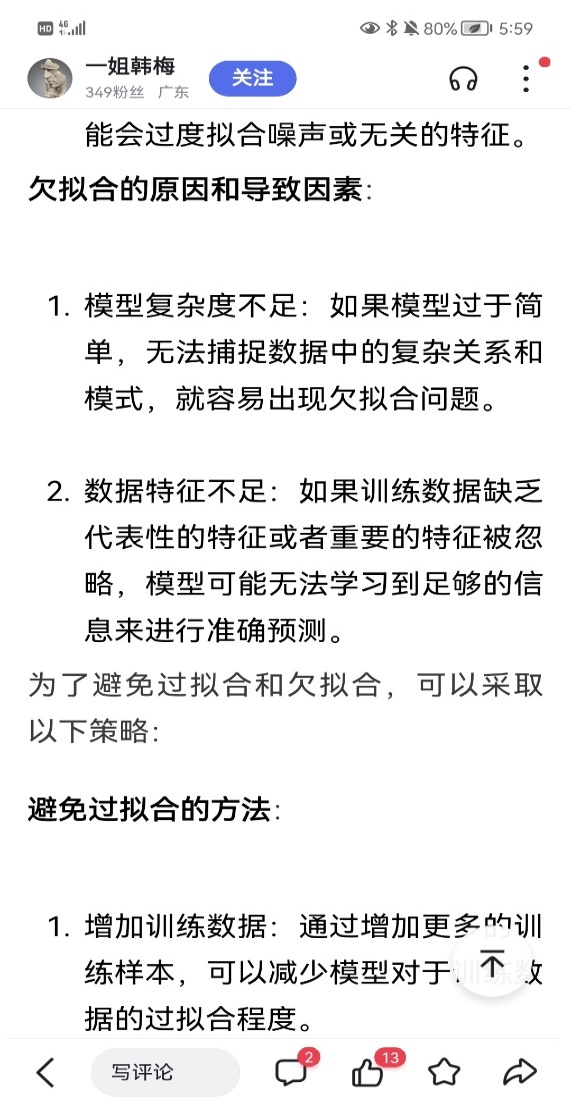 HD 4G 80% 5:59
一姐韩梅
关注
349粉丝 广东
能会过度拟合噪声或无关的特征。
欠拟合的原因和导致因素:
1. 模型复杂度不足：如果模型过于简
单，无法捕捉数据中的复杂关系和
模式，就容易出现欠拟合问题。
2. 数据特征不足：如果训练数据缺乏
代表性的特征或者重要的特征被忽
略，模型可能无法学习到足够的信
息来进行准确预测。
为了避免过拟合和欠拟合，可以采取
以下策略:
避免过拟合的方法:
1. 增加训练数据：通过增加更多的训
练样本，可以减少模型对于训练数
据的过拟合程度。
写评论
2
13